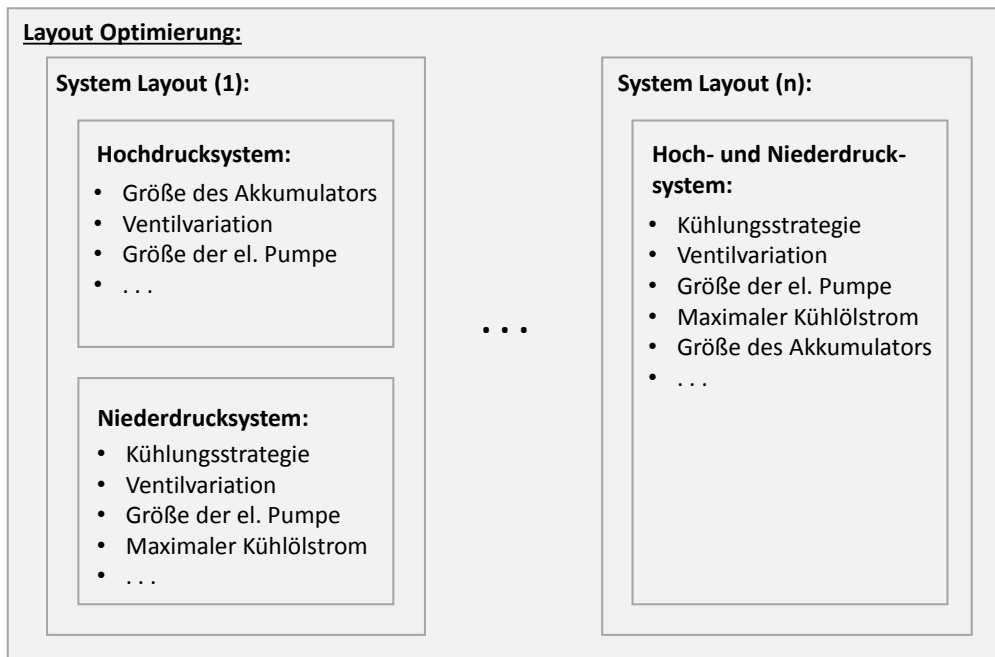 Layout Optimierung:
System Layout (1):
Hochdrucksystem:
• Größe des Akkumulators
• Ventilvariation
• Größe der el. Pumpe
• . . .
Niederdrucksystem:
• Kühlungsstrategie
• Ventilvariation
• Größe der el. Pumpe
• Maximaler Kühlölstrom
• . . .
. . .
System Layout (n):
Hoch- und Niederdruck-
system:
• Kühlungsstrategie
• Ventilvariation
• Größe der el. Pumpe
• Maximaler Kühlölstrom
• Größe des Akkumulators
• . . .